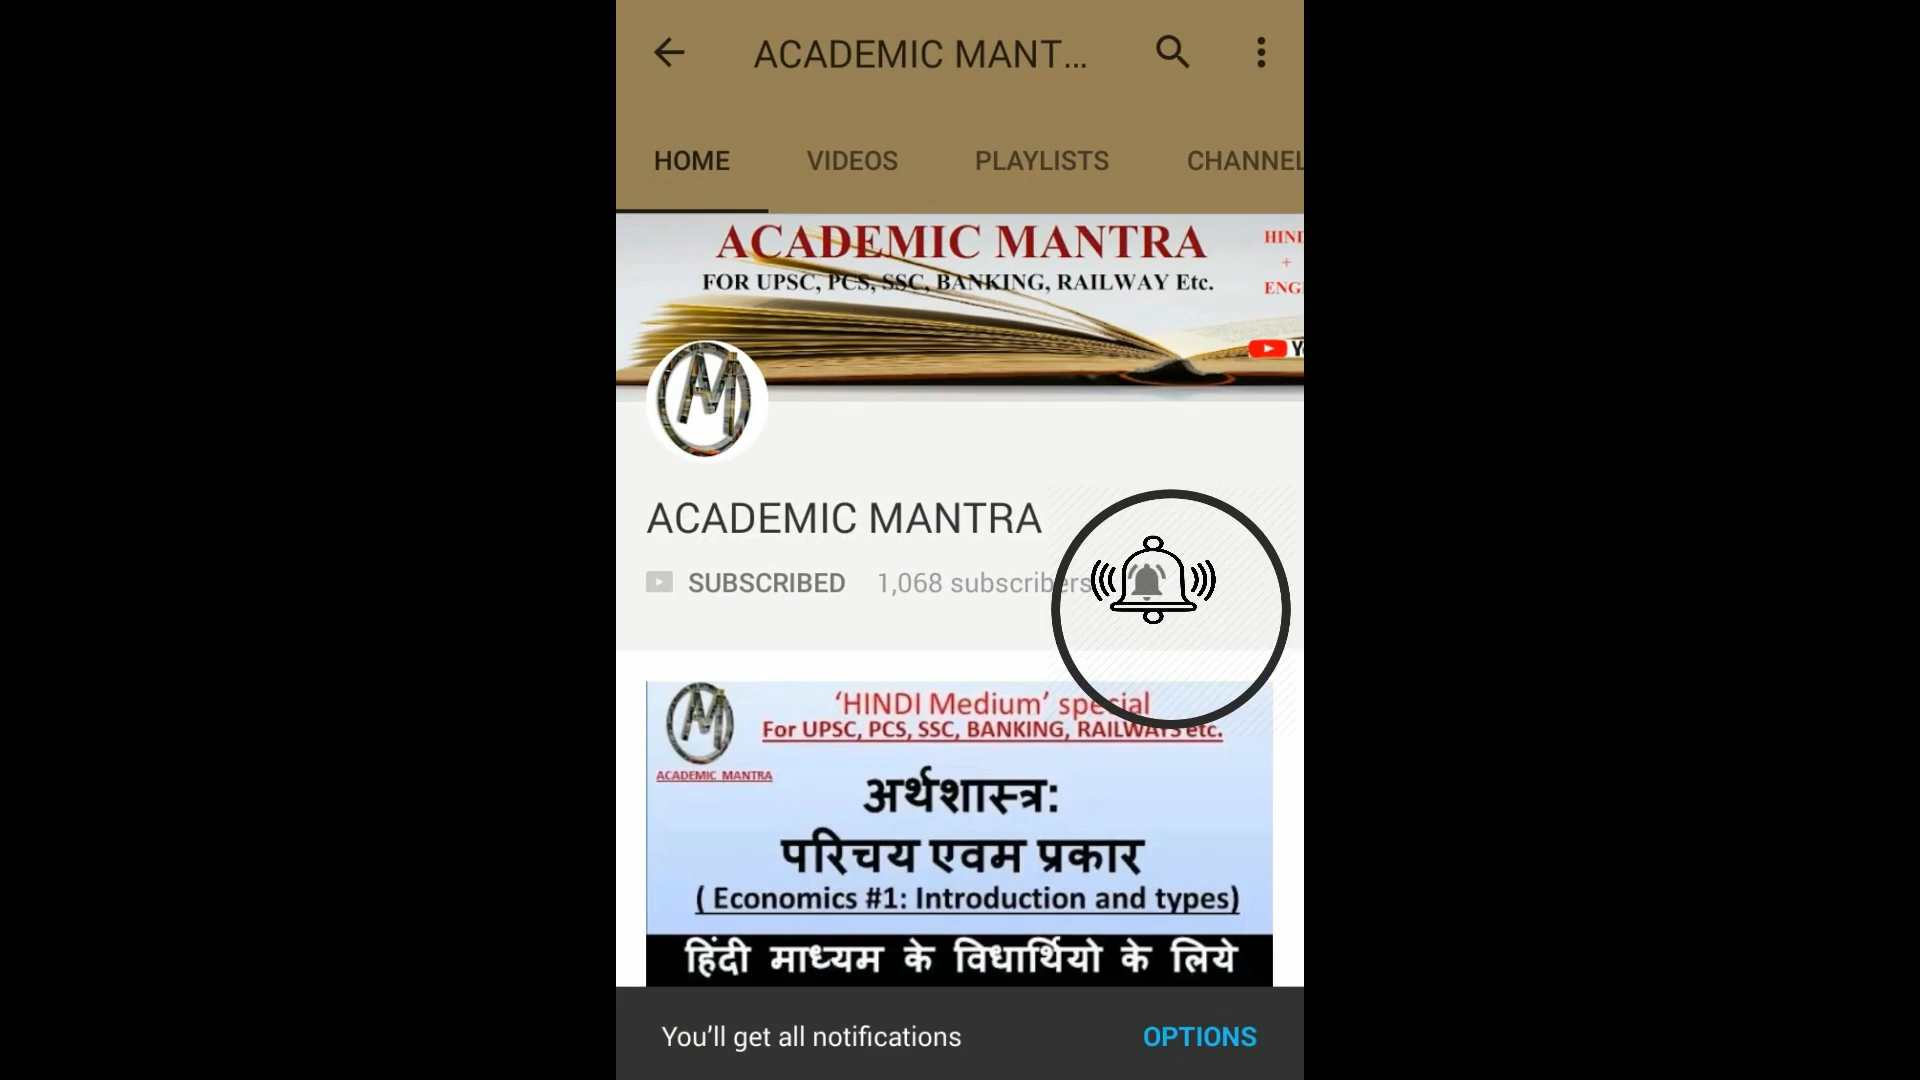 ACADEMIC MANT...
HOME VIDEOS PLAYLISTS CHANNEL
ACADEMIC MANTRA
FOR UPSC, PCS, SSC, BANKING, RAILWAY Etc.
+
ACADEMIC MANTRA
SUBSCRIBED 1,068 subscribers
‘HINDI Medium’ special
For UPSC, PCS, SSC, BANKING, RAILWAYS etc.
ACADEMIC MANTRA
अर्थशास्त्र:
परिचय एवम प्रकार
( Economics #1: Introduction and types)
हिंदी माध्यम के विधार्थियो के लिये
You’ll get all notifications OPTIONS